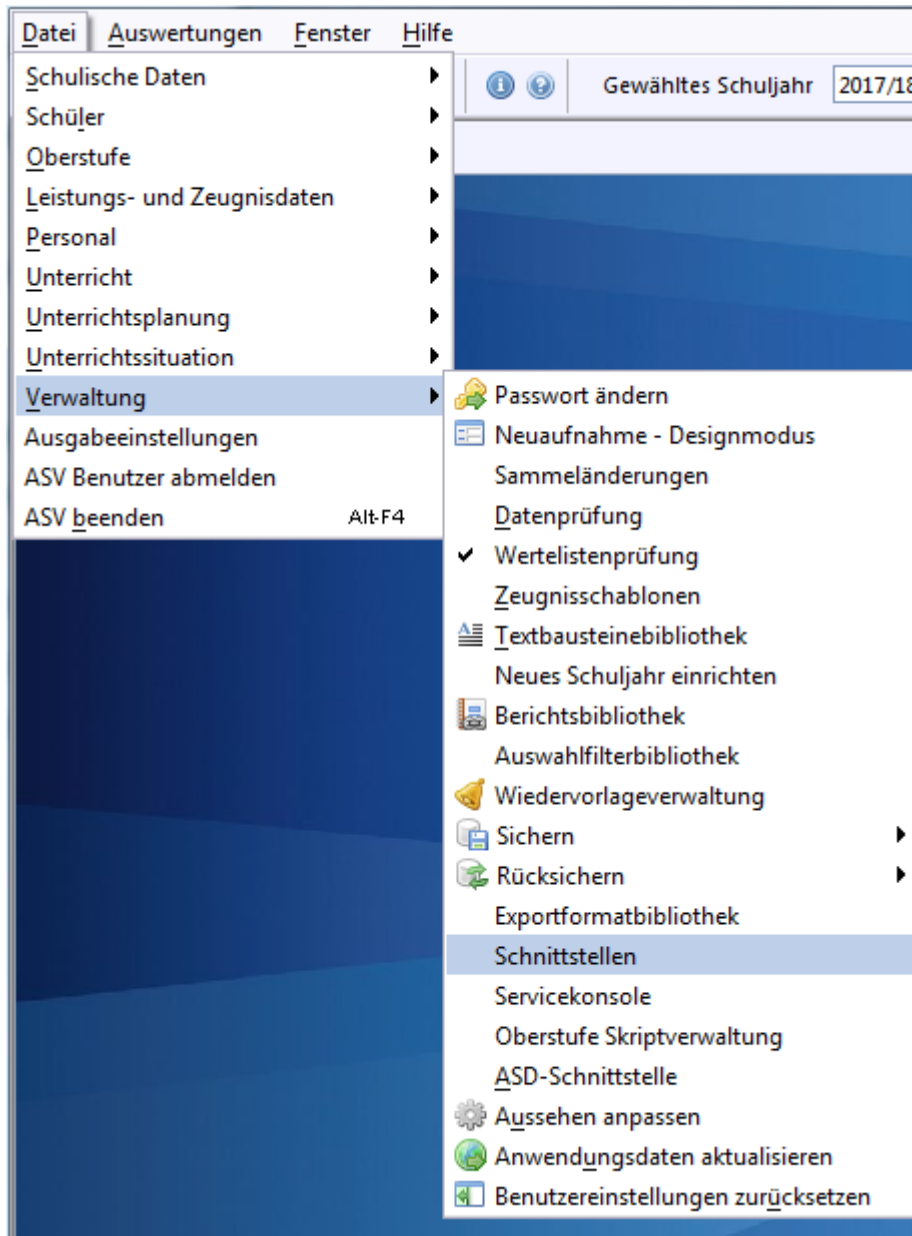 Datei Auswertungen Fenster Hilfe
Gewähltes Schuljahr 2017/18
Schulische Daten
Schüler
Oberstufe
Leistungs- und Zeugnisdaten
Personal
Unterricht
Unterrichtsplanung
Unterrichtssituation
Verwaltung
Ausgabeeinstellungen
ASV Benutzer abmelden
ASV beenden Alt-F4
Passwort ändern
Neuaufnahme - Designmodus
Sammeländerungen
Datenprüfung
Wertelistenprüfung
Zeugnisschablonen
Textbausteinebibliothek
Neues Schuljahr einrichten
Berichtsbibliothek
Auswahlfilterbibliothek
Wiedervorlageverwaltung
Sichern
Rücksichern
Exportformatbibliothek
Schnittstellen
Servicekonsole
Oberstufe Skriptverwaltung
ASD-Schnittstelle
Aussehen anpassen
Anwendungsdaten aktualisieren
Benutzereinstellungen zurücksetzen